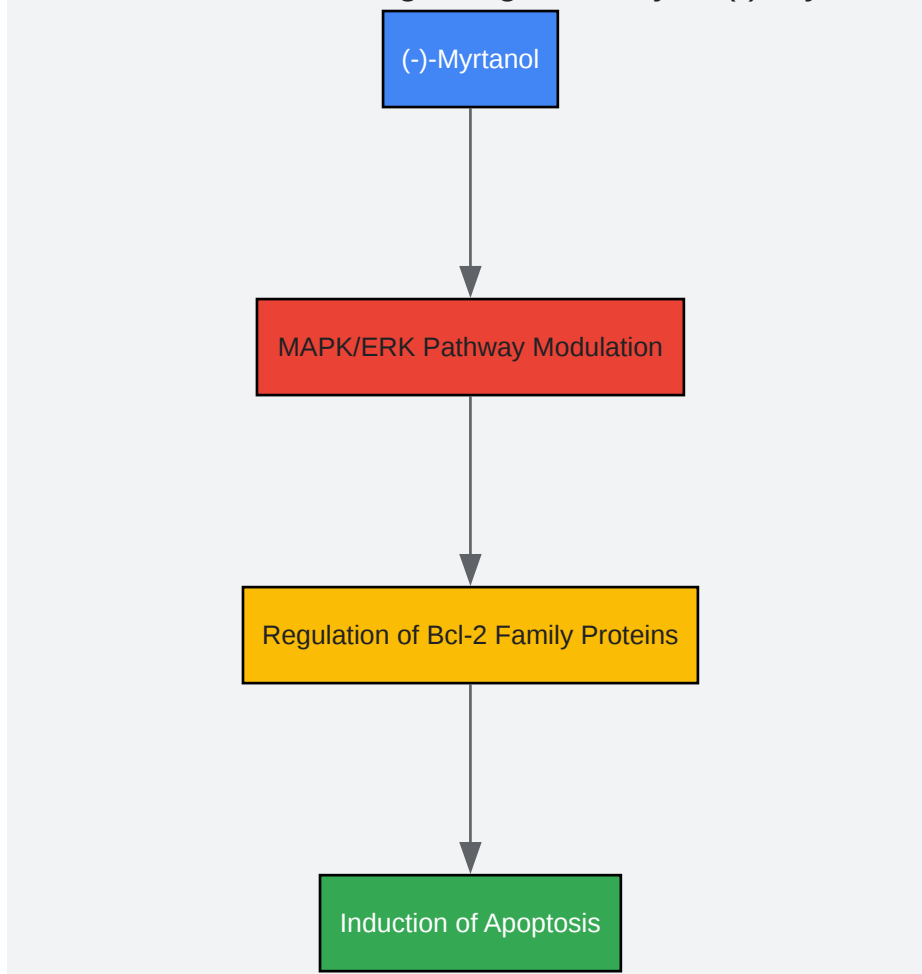 (-)-Myrtanol
MAPK/ERK Pathway Modulation
Regulation of Bcl-2 Family Proteins
Induction of Apoptosis